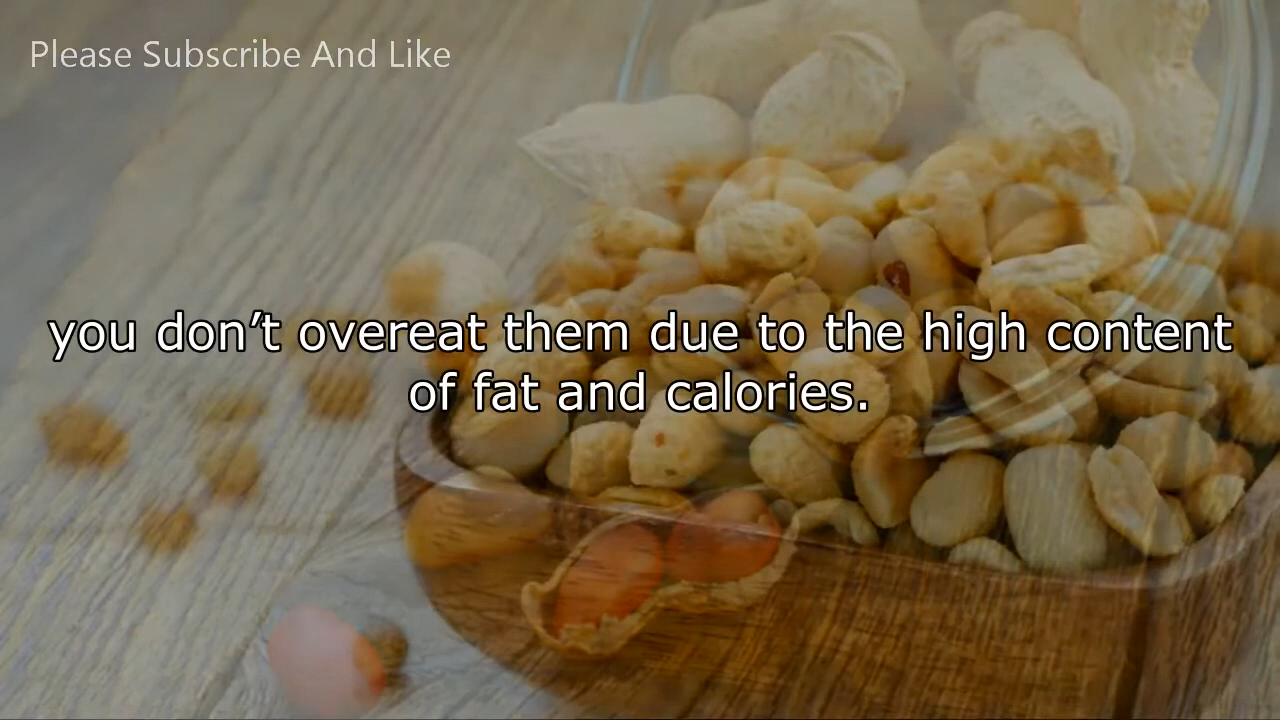 Please Subscribe And Like
you don’t overeat them due to the high content
of fat and calories.